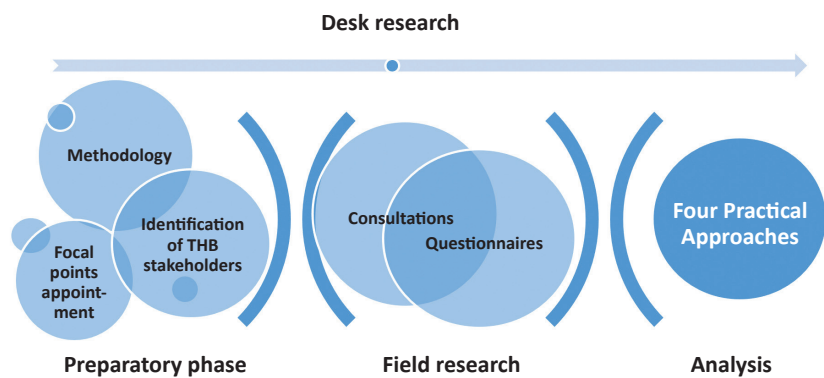 Desk research
Methodology
Identification
of THB
stakeholders
Focal
points
appoint-
ment
Consultations
Questionnaires
Four Practical
Approaches
Preparatory phase
Field research
Analysis